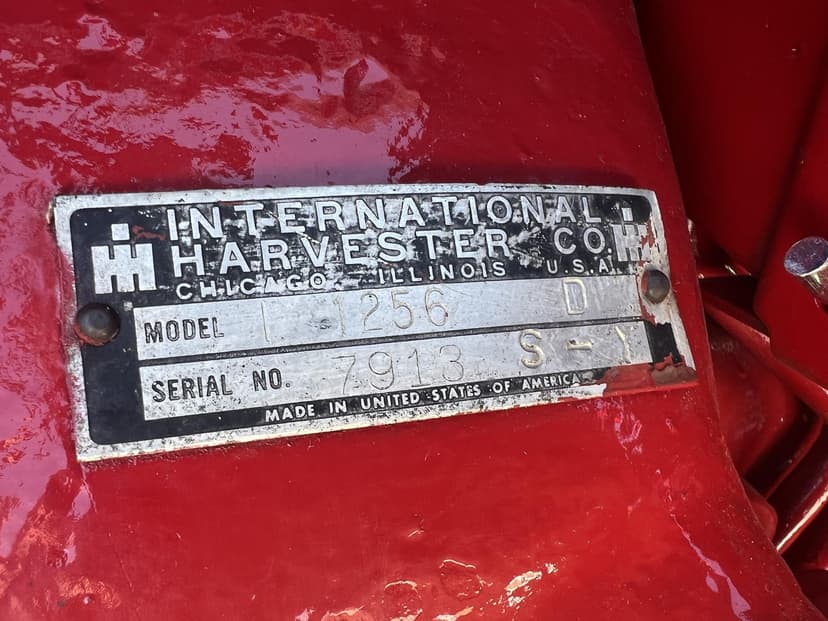 INTERNATIONAL
HARVESTER CO.
CHICAGO, ILLINOIS U.S.A.
MODEL 1256 D
SERIAL NO. 7913 S-Y
MADE IN UNITED STATES OF AMERICA